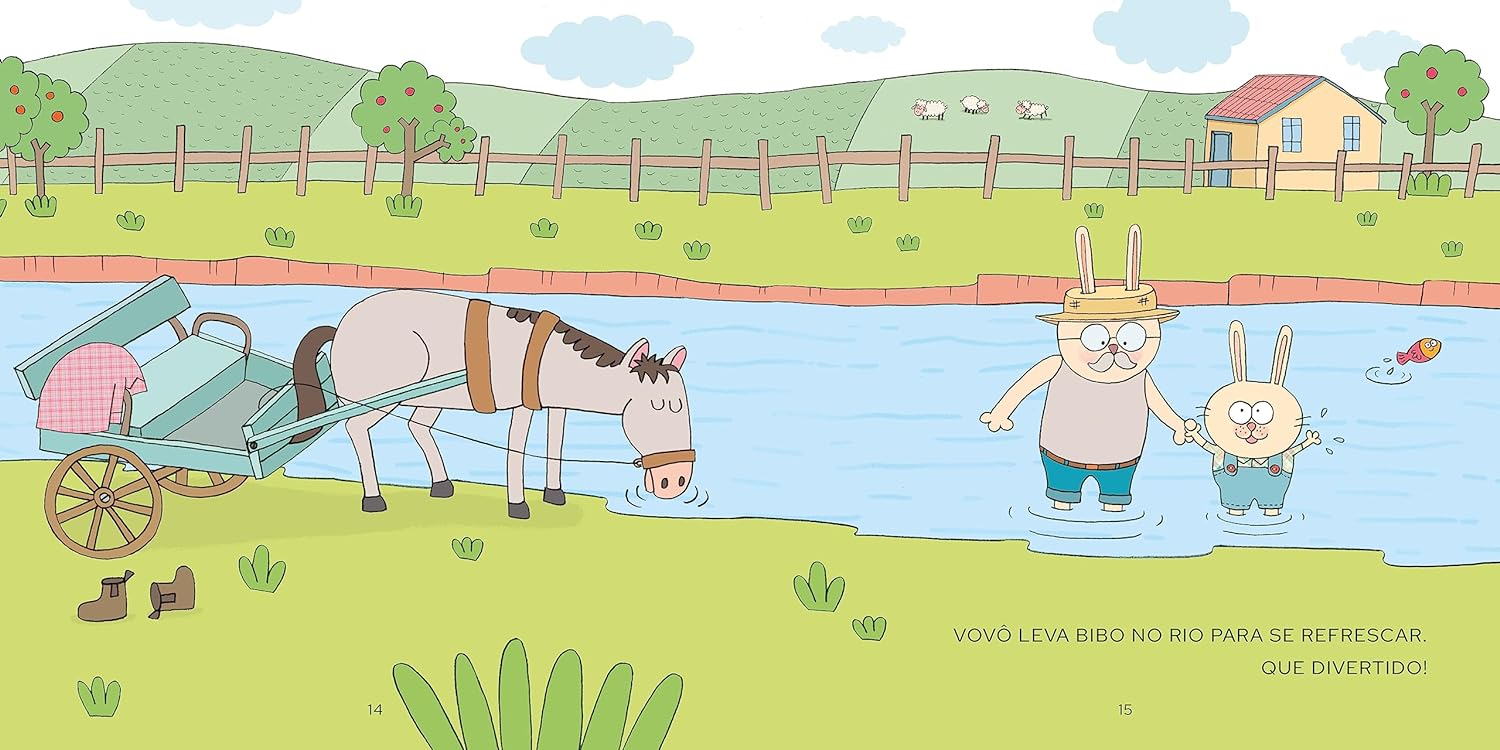 VOVÔ LEVA BIBO NO RIO PARA SE REFRESCAR.
QUE DIVERTIDO!
14
15